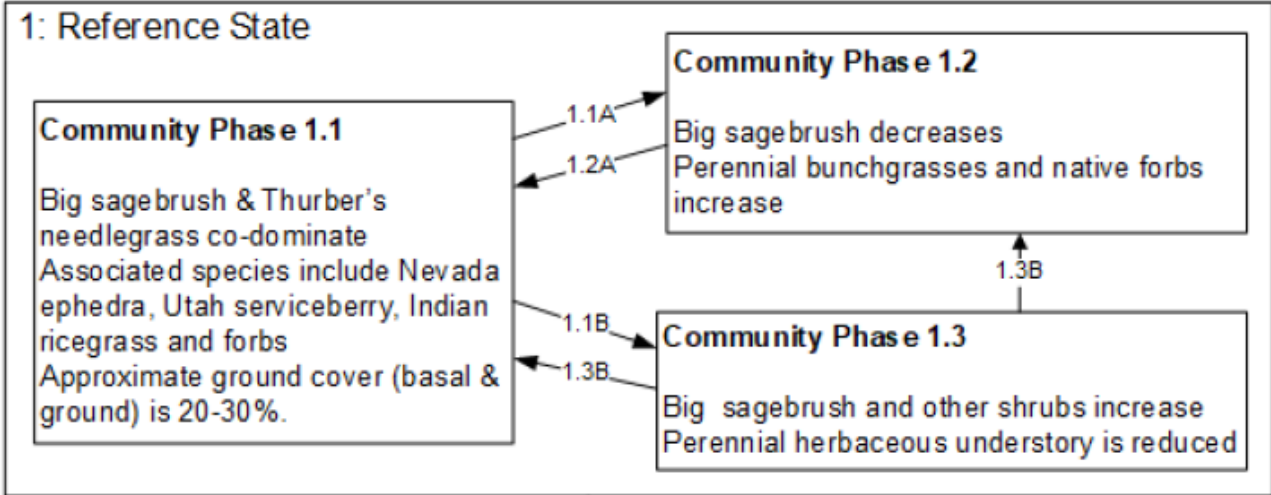 1: Reference State
Community Phase 1.1
Big sagebrush & Thurber's
needlegrass co-dominate
Associated species include Nevada
ephedra, Utah serviceberry, Indian
ricegrass and forbs
Approximate ground cover (basal &
ground) is 20-30%.
1.1A
1.2A
1.1B
1.3B
Community Phase 1.2
Big sagebrush decreases
Perennial bunchgrasses and native forbs
increase
1.3B
Community Phase 1.3
Big sagebrush and other shrubs increase
Perennial herbaceous understory is reduced